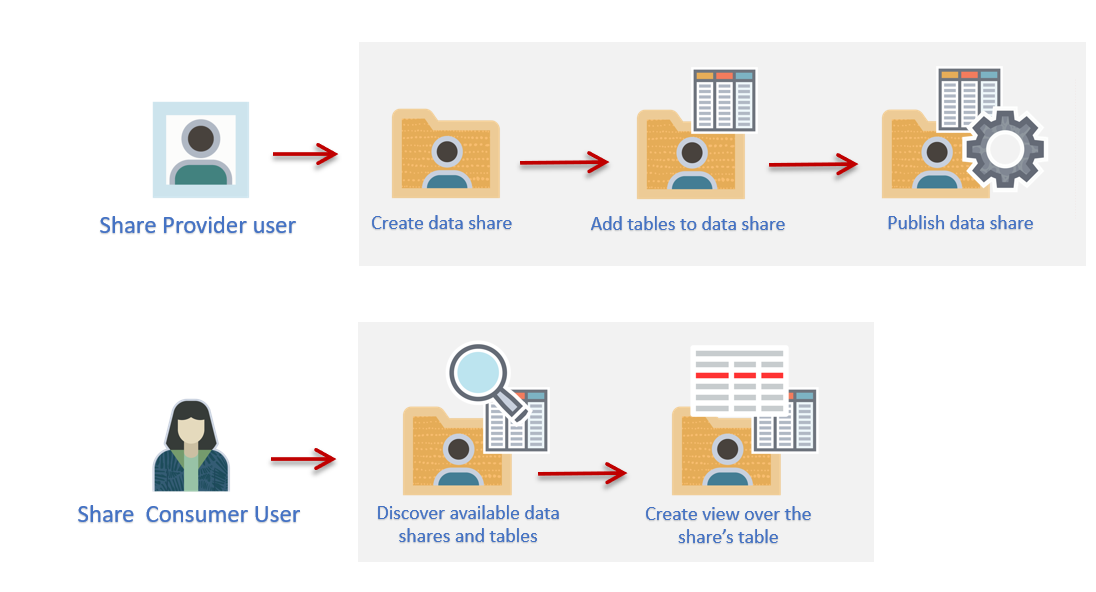 Share Provider user
Create data share
Add tables to data share
Publish data share
Share  Consumer User
Discover available data
shares and tables
Create view over the
share's table